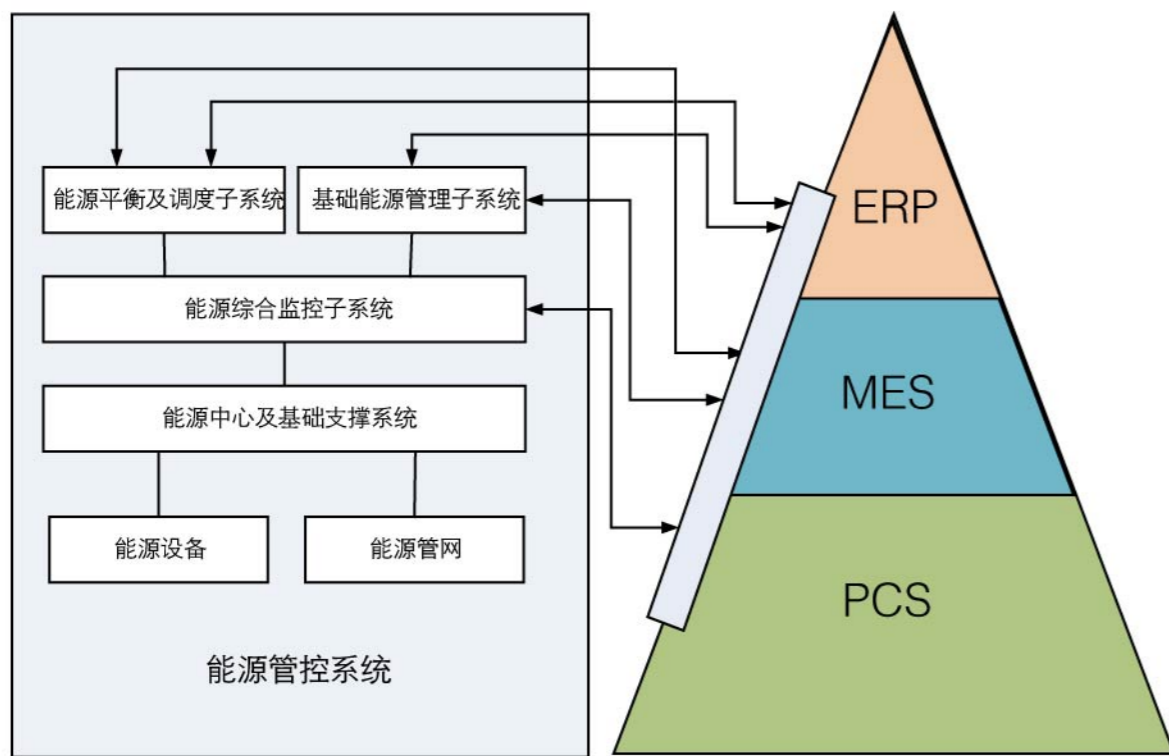 能源平衡及调度子系统
基础能源管理子系统
能源综合监控子系统
能源中心及基础支撑系统
能源设备
能源管网
能源管控系统
ERP
MES
PCS